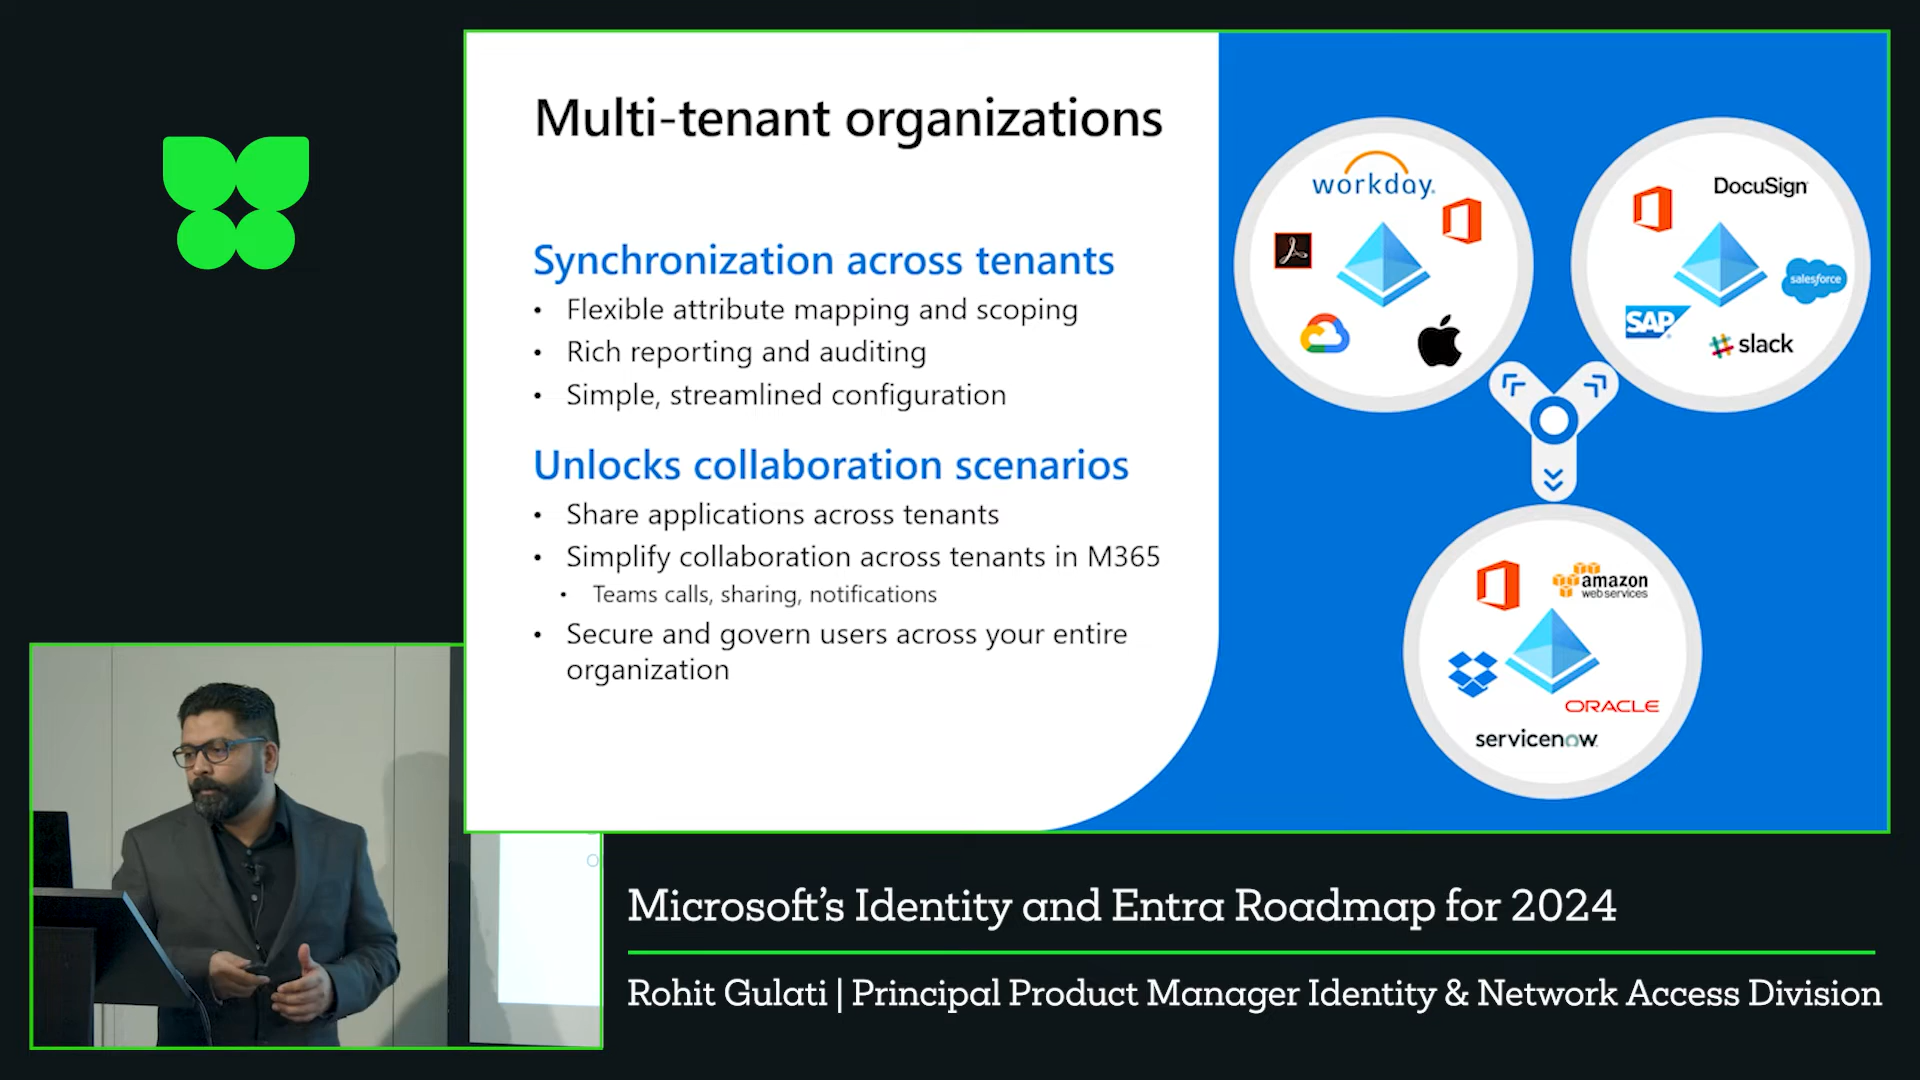 Multi-tenant organizations
Synchronization across tenants
• Flexible attribute mapping and scoping
• Rich reporting and auditing
• Simple, streamlined configuration
Unlocks collaboration scenarios
• Share applications across tenants
• Simplify collaboration across tenants in M365
• Teams calls, sharing, notifications
• Secure and govern users across your entire
organization
workday.
DocuSign
salesforce
SAP
slack
amazon
webservices
ORACLE
servicenow
Microsoft's Identity and Entra Roadmap for 2024
Rohit Gulati | Principal Product Manager Identity & Network Access Division